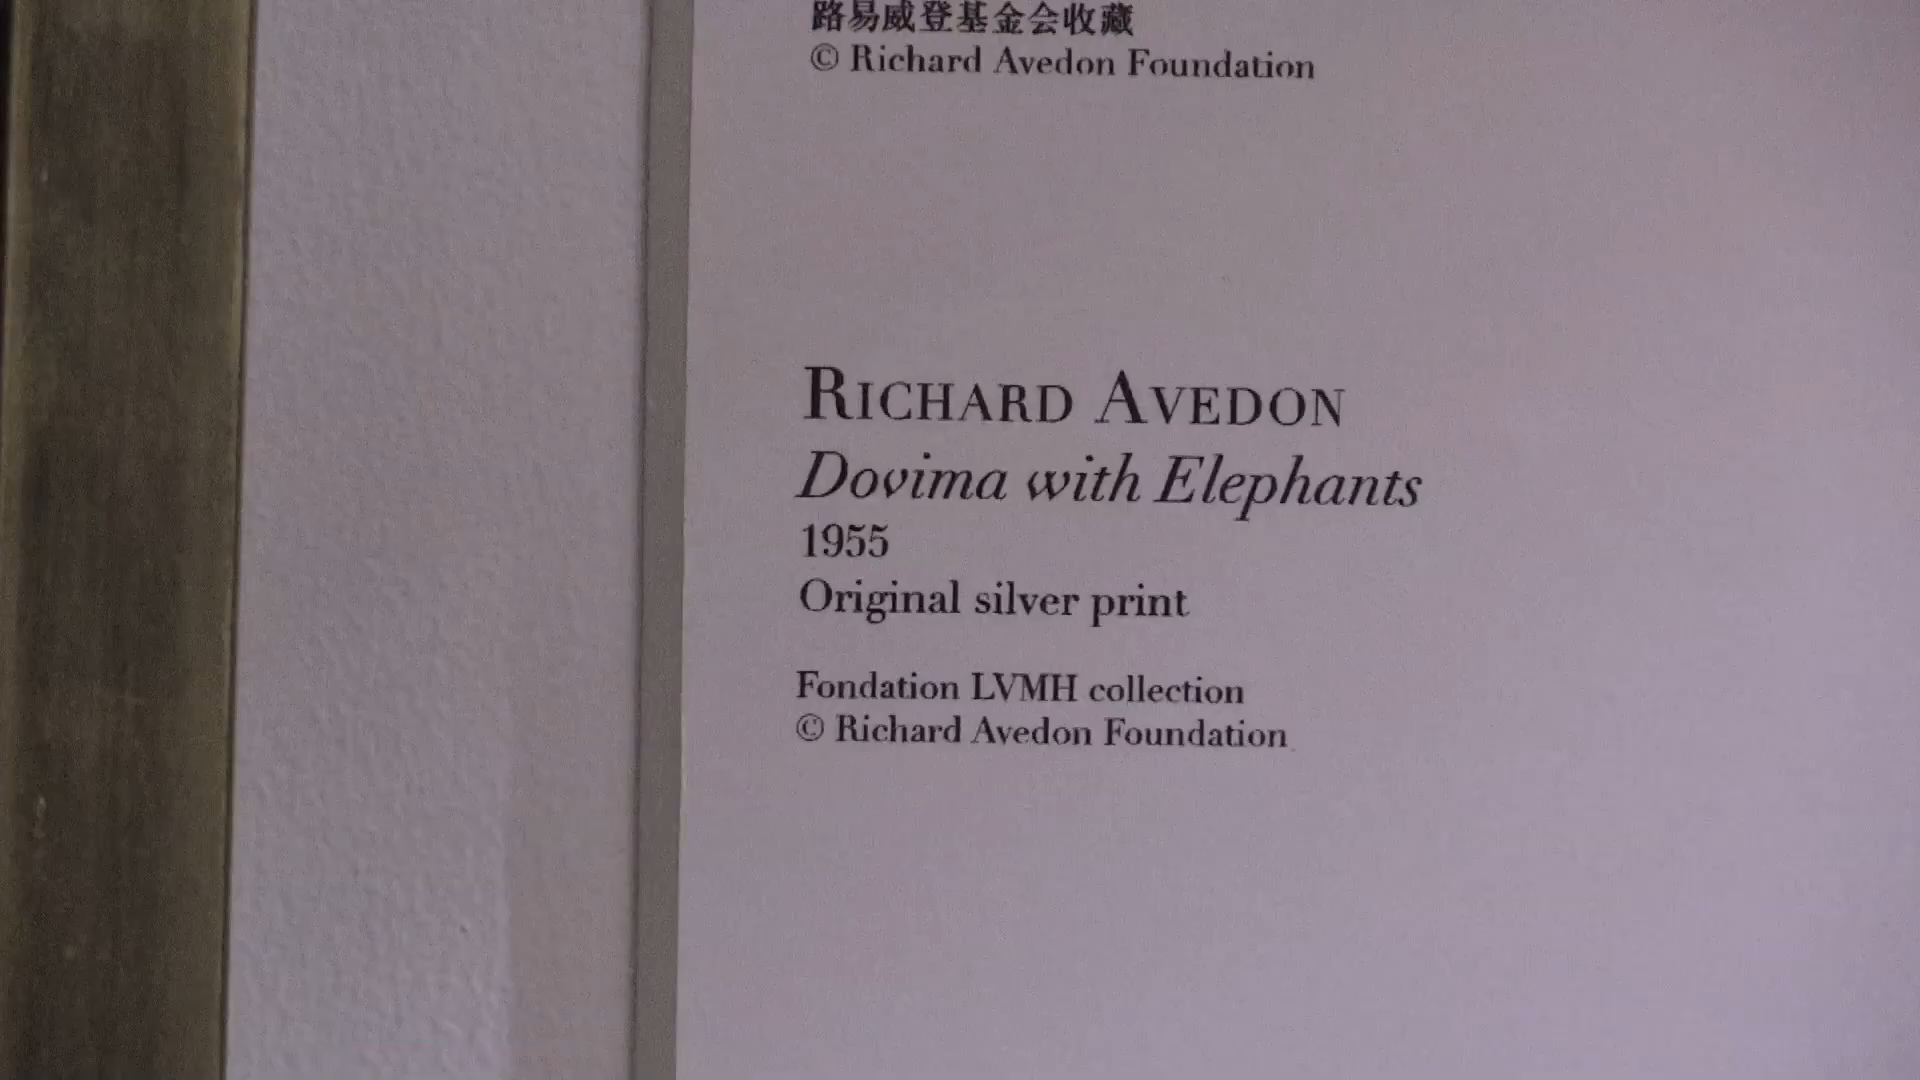 路易威登基金会收藏
© Richard Avedon Foundation
RICHARD AVEDON
Dovima with Elephants
1955
Original silver print
Fondation LVMH collection
© Richard Avedon Foundation